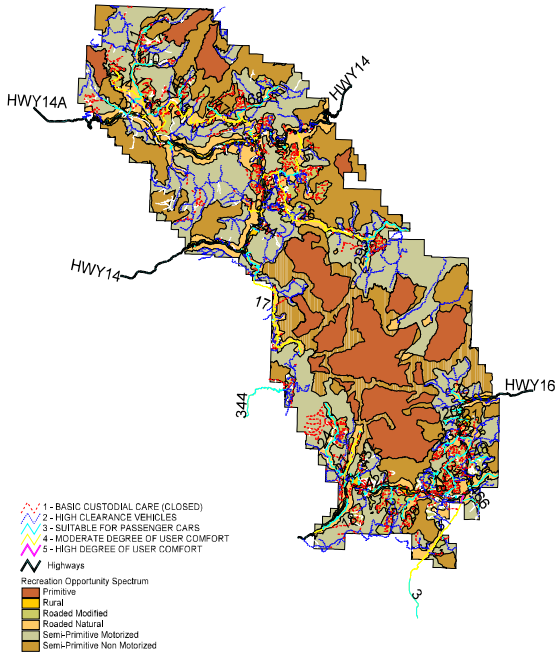 HWY14
HWY14A
HWY14
17
HWY16
344
1 - BASIC CUSTODIAL CARE (CLOSED)
2 - HIGH CLEARANCE VEHICLES
3 - SUITABLE FOR PASSENGER CARS
4 - MODERATE DEGREE OF USER COMFORT
5 - HIGH DEGREE OF USER COMFORT
Highways
Recreation Opportunity Spectrum
Primitive
Rural
Roaded Modified
Roaded Natural
Semi-Primitive Motorized
Semi-Primitive Non Motorized
3